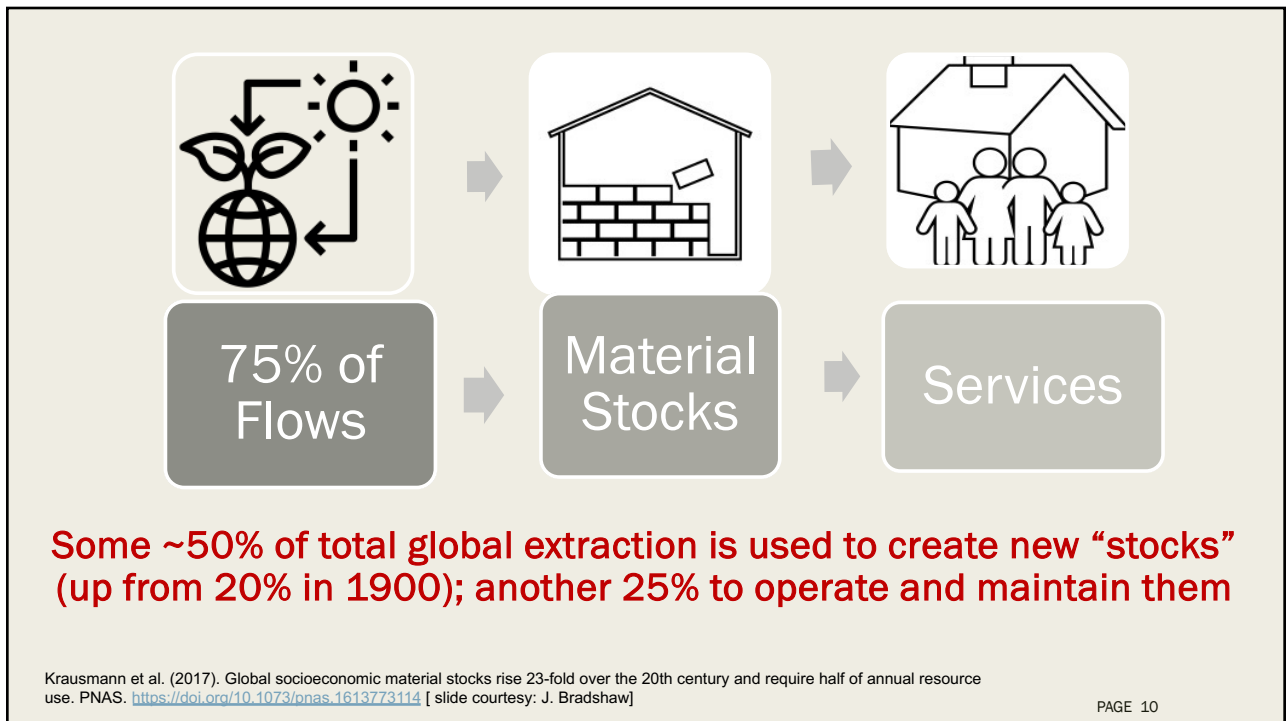 75% of
Flows
Material
Stocks
Services
Some ~50% of total global extraction is used to create new “stocks”
(up from 20% in 1900); another 25% to operate and maintain them
Krausmann et al. (2017). Global socioeconomic material stocks rise 23-fold over the 20th century and require half of annual resource
use. PNAS. https://doi.org/10.1073/pnas.1613773114 [ slide courtesy: J. Bradshaw]
PAGE 10